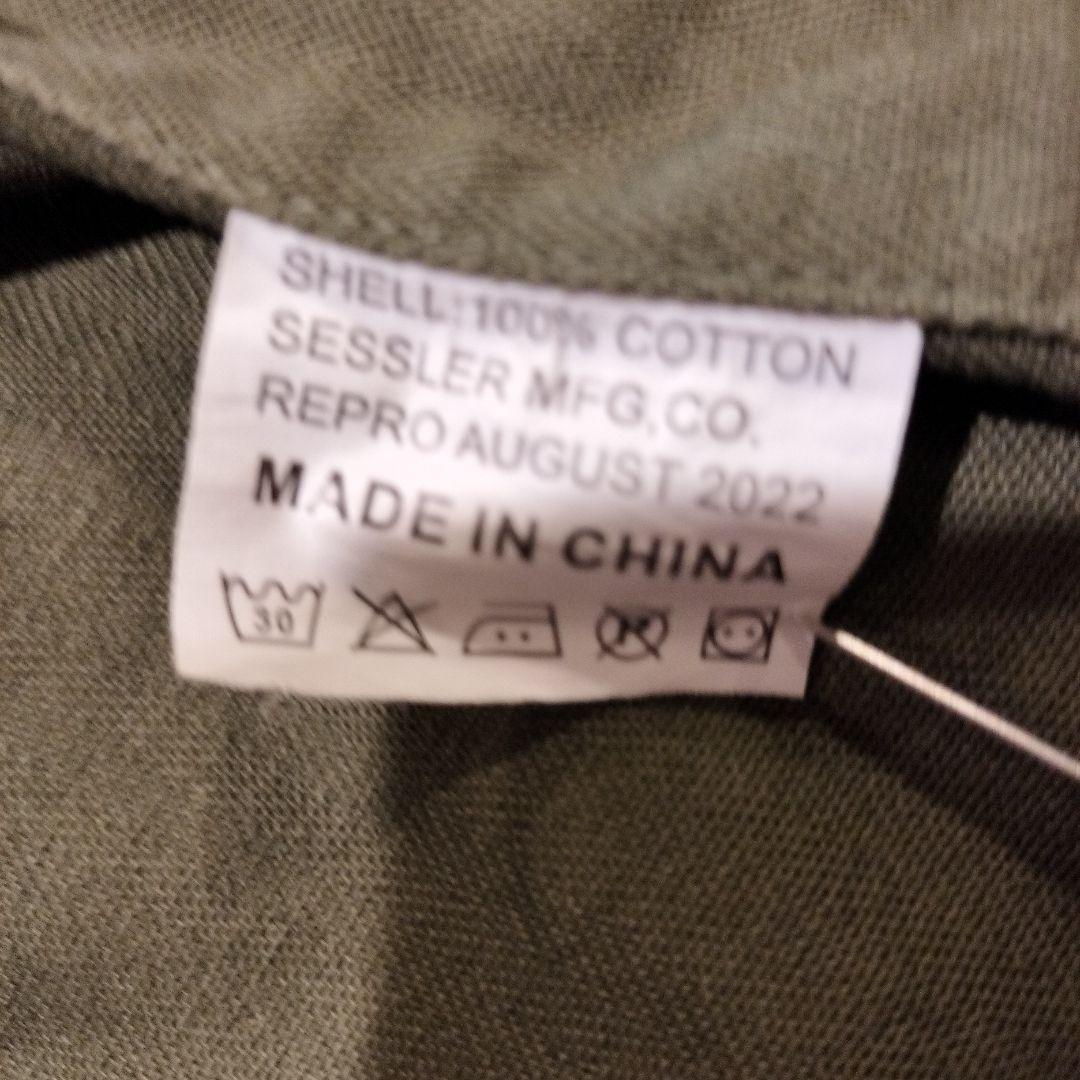 SHELL:100% COTTON
SESSLER MFG.CO.
REPRO AUGUST 2022
MADE IN CHINA
30